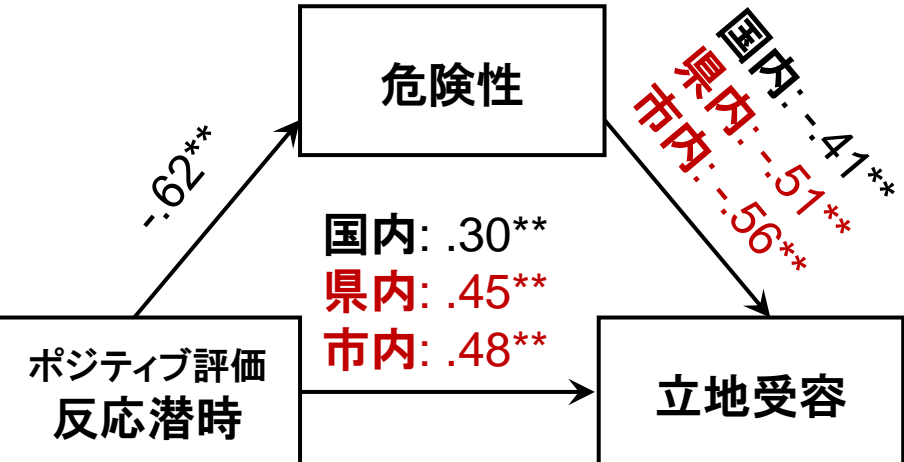 危険性
国内: -.41**
県内: -.51**
市内: -.56**
-.62**
国内: .30**
県内: .45**
市内: .48**
ポジティブ評価
反応潜時
立地受容